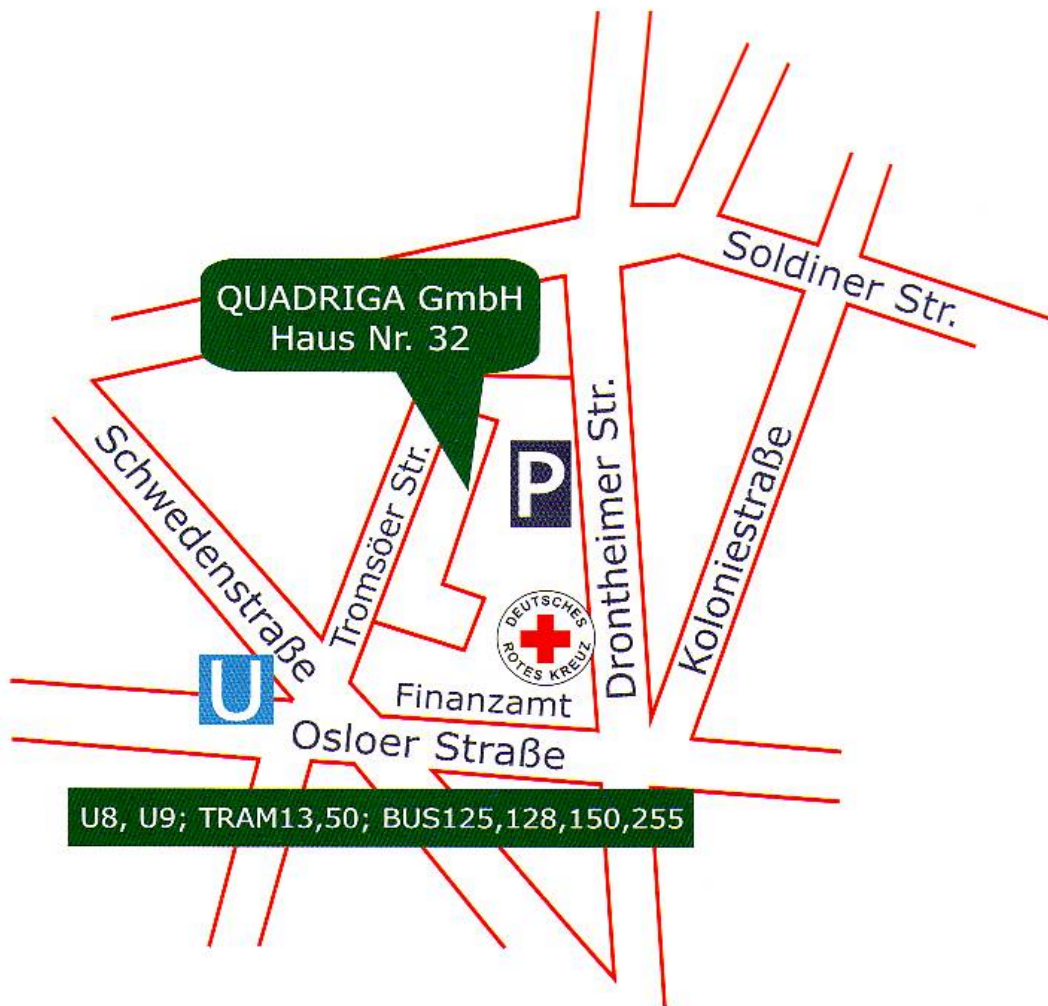 Soldiner Str.
QUADRIGA GmbH
Haus Nr. 32
Schwedenstraße
Tromsöer Str.
P
Drontheimer Str.
Koloniestraße
DEUTSCHES
ROTES KREUZ
U
Finanzamt
Osloer Straße
U8, U9; TRAM13,50; BUS125,128,150,255